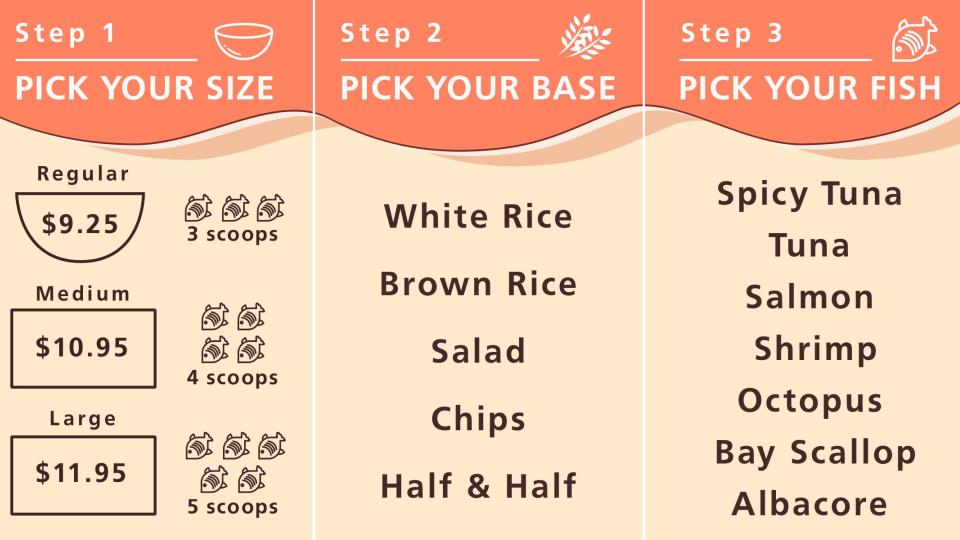 Step 1
PICK YOUR SIZE
Regular
$9.25
3 scoops
Medium
$10.95
4 scoops
Large
$11.95
5 scoops
Step 2
PICK YOUR BASE
White Rice
Brown Rice
Salad
Chips
Half & Half
Step 3
PICK YOUR FISH
Spicy Tuna
Tuna
Salmon
Shrimp
Octopus
Bay Scallop
Albacore